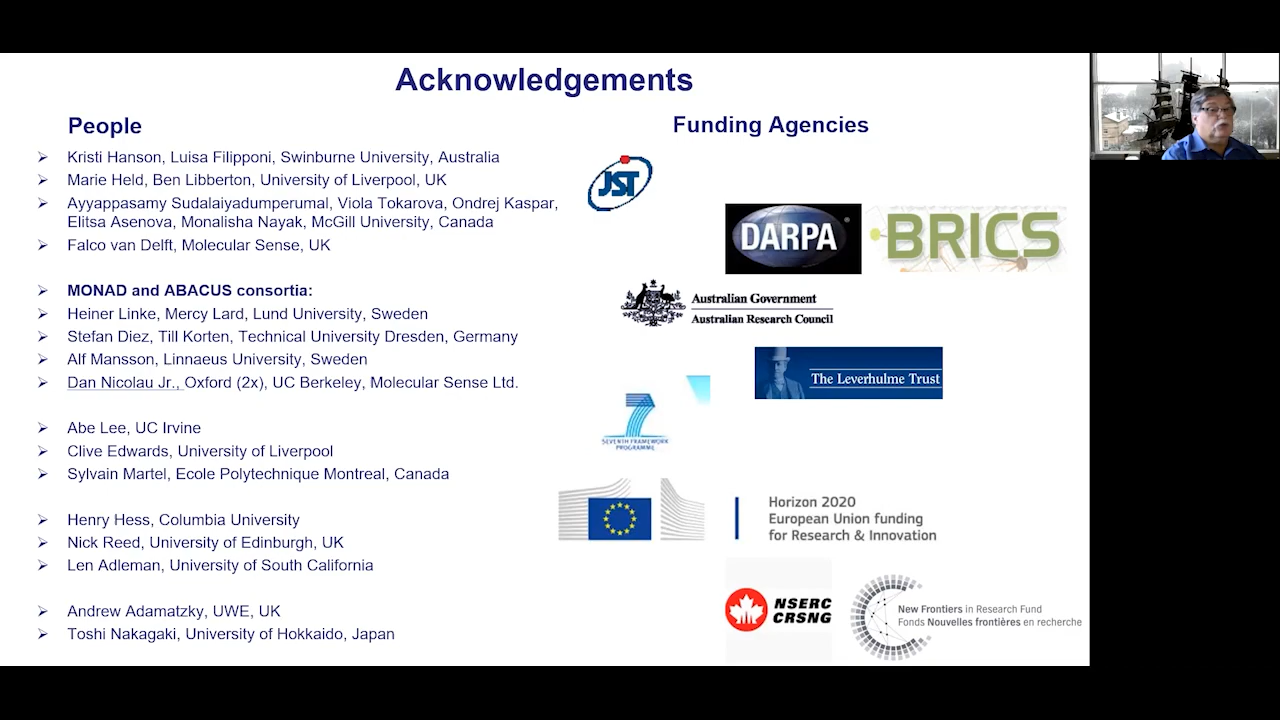 Acknowledgements
People
Kristi Hanson, Luisa Filipponi, Swinburne University, Australia
Marie Held, Ben Libberton, University of Liverpool, UK
Ayyappasamy Sudalaiyadumperumal, Viola Tokarova, Ondrej Kaspar,
Elitsa Asenova, Monalisha Nayak, McGill University, Canada
Falco van Delft, Molecular Sense, UK
MONAD and ABACUS consortia:
Heiner Linke, Mercy Lard, Lund University, Sweden
Stefan Diez, Till Korten, Technical University Dresden, Germany
Alf Mansson, Linnaeus University, Sweden
Dan Nicolau Jr., Oxford (2x), UC Berkeley, Molecular Sense Ltd.
Abe Lee, UC Irvine
Clive Edwards, University of Liverpool
Sylvain Martel, Ecole Polytechnique Montreal, Canada
Henry Hess, Columbia University
Nick Reed, University of Edinburgh, UK
Len Adleman, University of South California
Andrew Adamatzky, UWE, UK
Toshi Nakagaki, University of Hokkaido, Japan
Funding Agencies
JST
DARPA
BRICS
Australian Government
Australian Research Council
The Leverhulme Trust
7
SEVENTH FRAMEWORK
PROGRAMME
Horizon 2020
European Union funding
for Research & Innovation
NSERC
CRSNG
New Frontiers in Research Fund
Fonds Nouvelles frontières en recherche